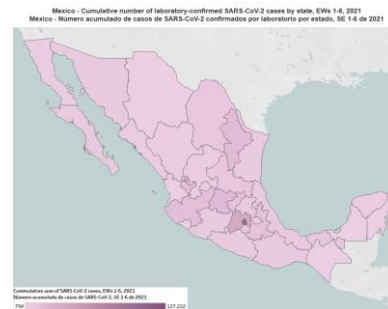 Mexico - Cumulative number of laboratory-confirmed SARS-CoV-2 cases by state, EWs 1-6, 2021
México - Número acumulado de casos de SARS-CoV-2 confirmados por laboratorio por estado, SE 1-6 de 2021
Cummulative sum of SARS-CoV-2 cases, EWs 1-6, 2021
Número acumulado de casos de SARS-CoV-2, SE 1-6 de 2021
794 127,222